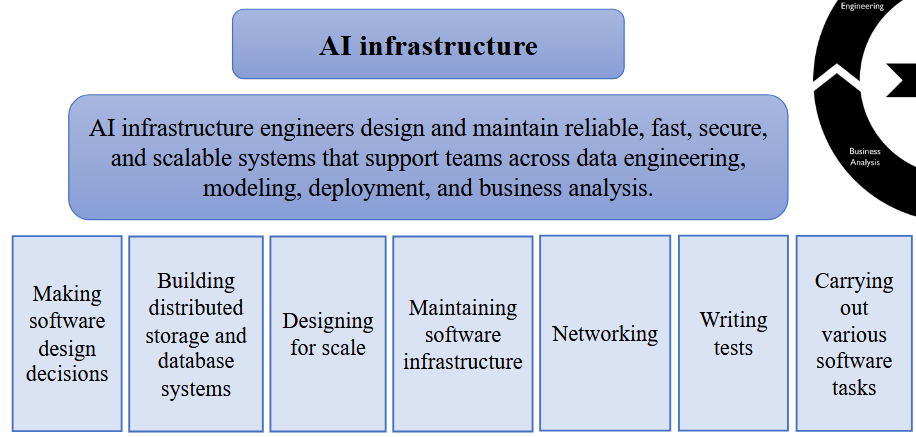 Engineering
AI infrastructure
AI infrastructure engineers design and maintain reliable, fast, secure,
and scalable systems that support teams across data engineering,
modeling, deployment, and business analysis.
Business
Analysis
Making
software
design
decisions
Building
distributed
storage and
database
systems
Designing
for scale
Maintaining
software
infrastructure
Networking
Writing
tests
Carrying
out
various
software
tasks